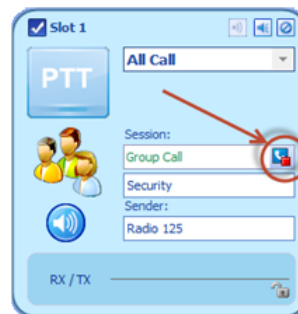 Slot 1
PTT
All Call
Session:
Group Call
Security
Sender:
Radio 125
RX / TX